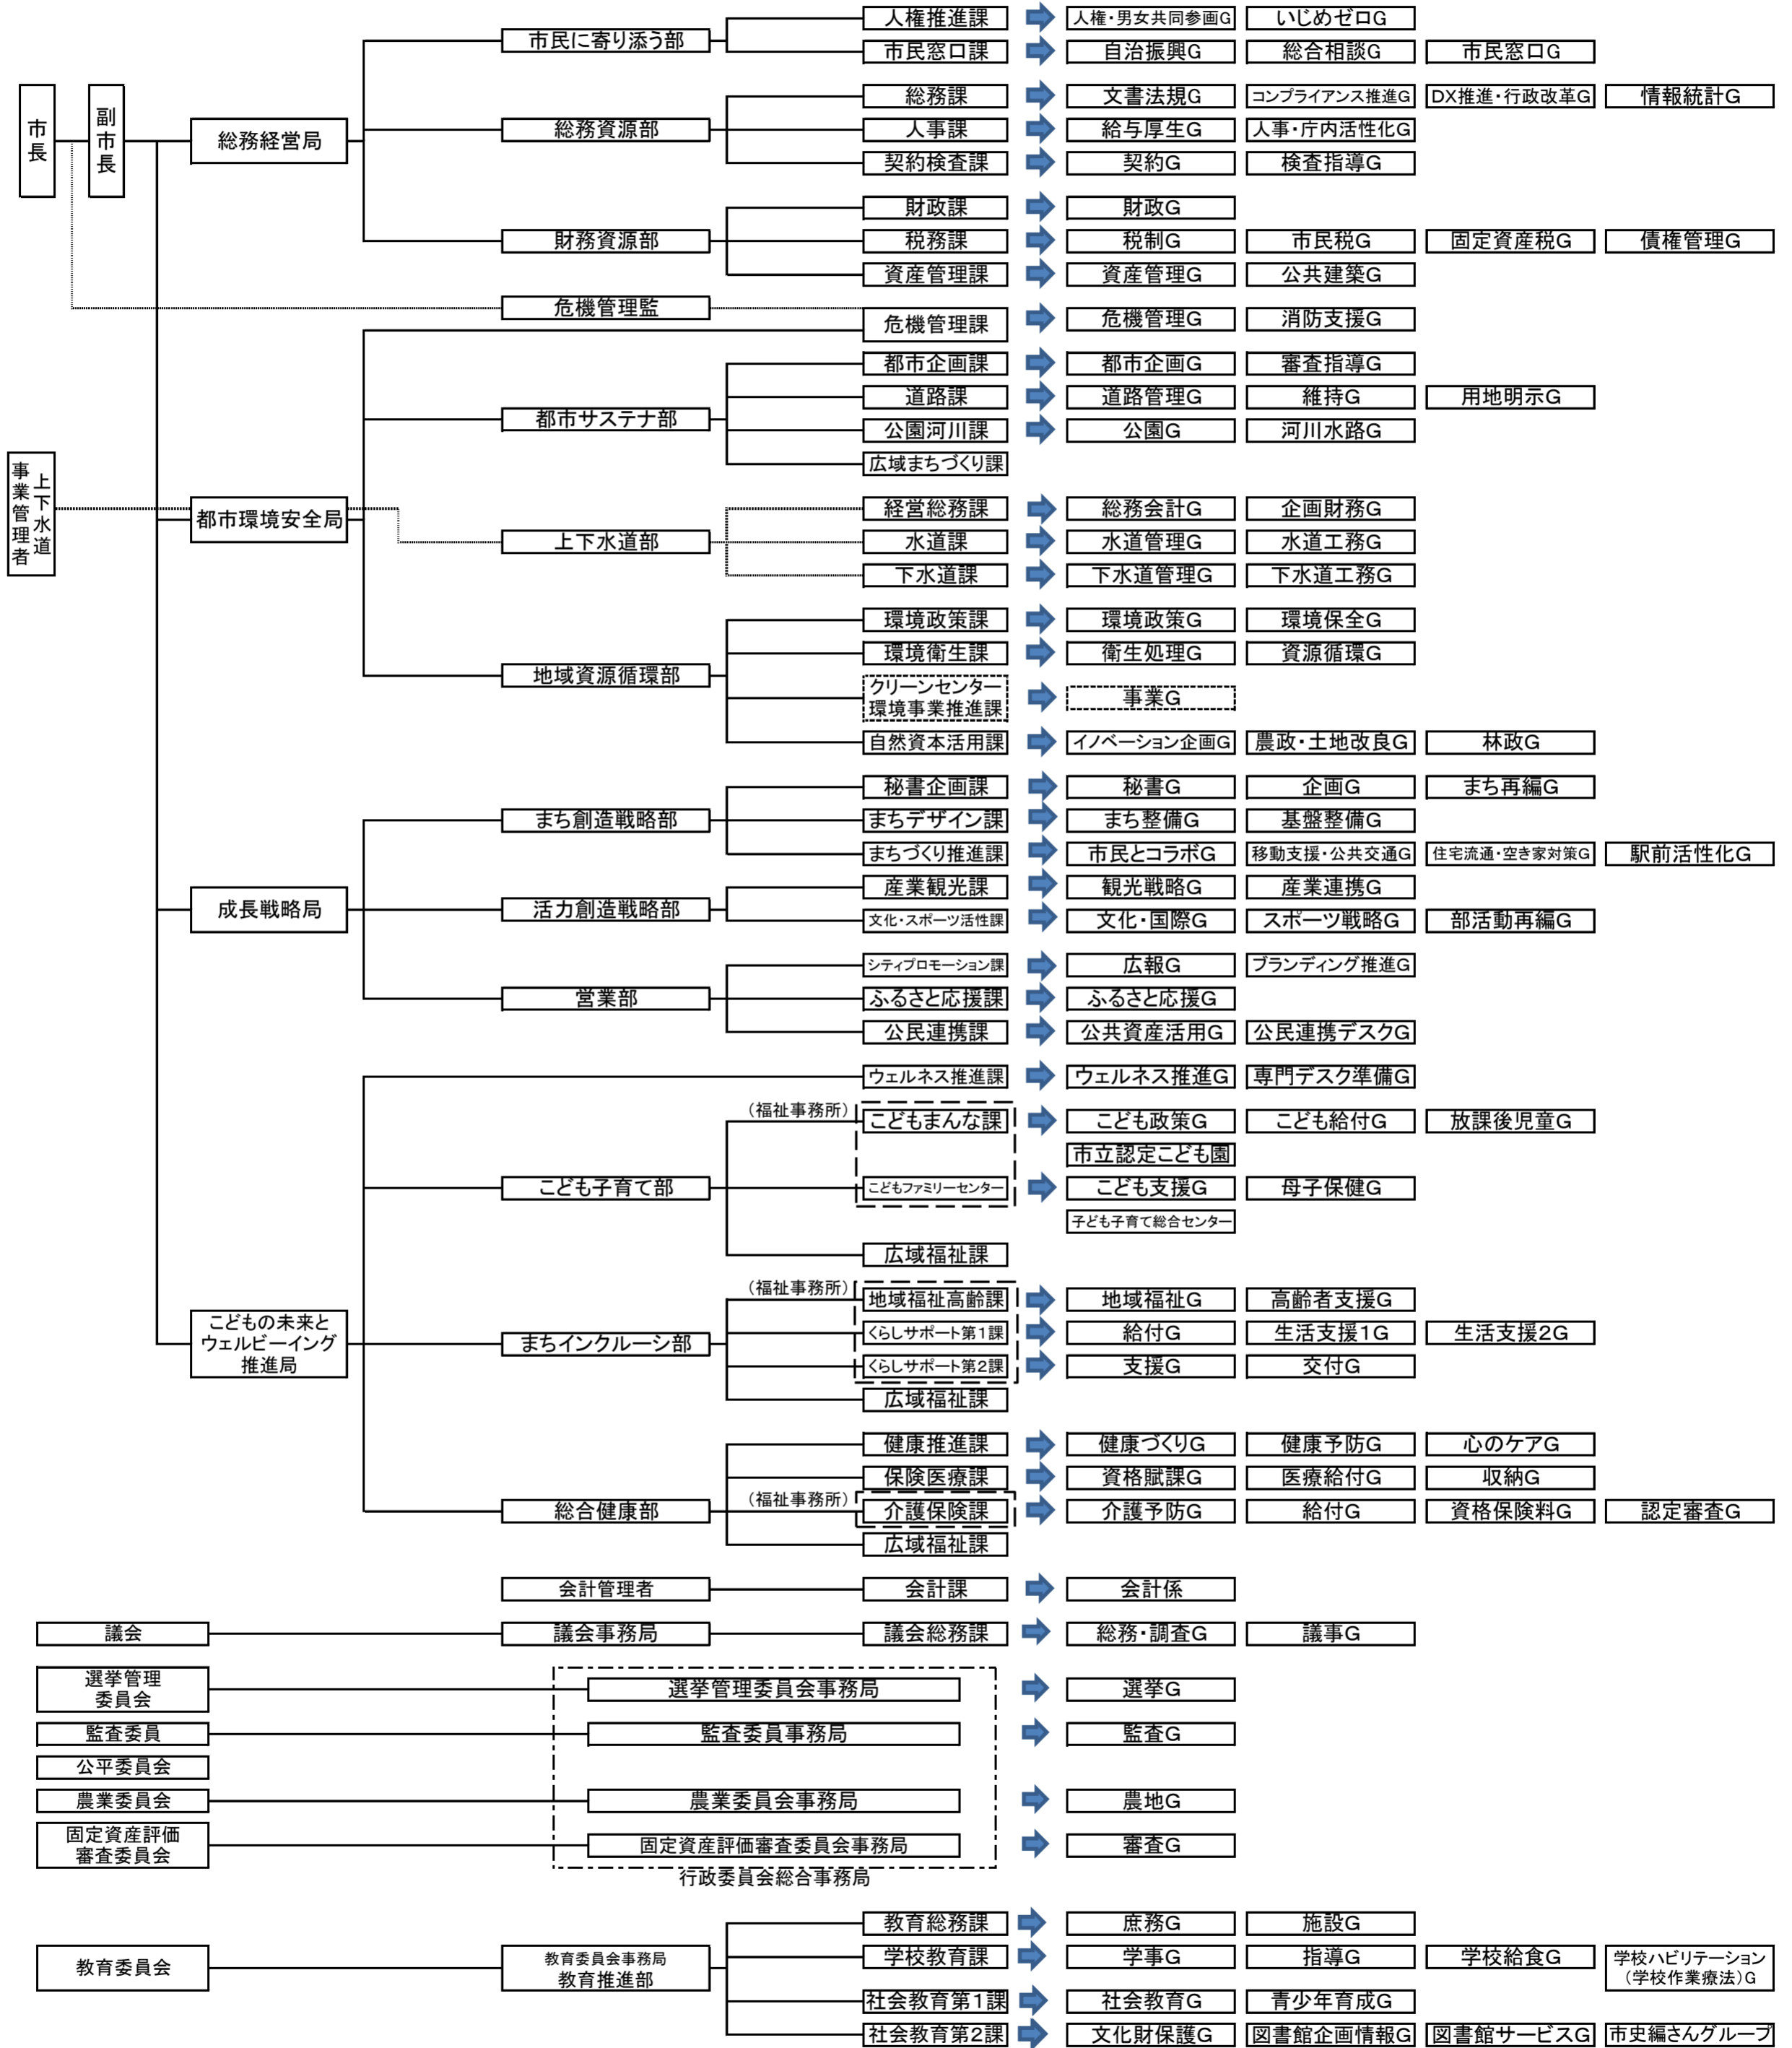 人権推進課 人権・男女共同参画G いじめゼロG
市民に寄り添う部
市民窓口課 自治振興G 総合相談G 市民窓口G
市長
副市長
総務課 文書法規G コンプライアンス推進G DX推進・行政改革G 情報統計G
総務経営局 総務資源部 人事課 給与厚生G 人事・庁内活性化G
契約検査課 契約G 検査指導G
財政課 財政G
財務資源部 税務課 税制G 市民税G 固定資産税G 債権管理G
資産管理課 資産管理G 公共建築G
危機管理監
危機管理課 危機管理G 消防支援G
都市企画課 都市企画G 審査指導G
道路課 道路管理G 維持G 用地明示G
都市サステナ部
公園河川課 公園G 河川水路G
広域まちづくり課
上下水道
事業管理者
都市環境安全局
経営総務課 総務会計G 企画財務G
上下水道部 水道課 水道管理G 水道工務G
下水道課 下水道管理G 下水道工務G
環境政策課 環境政策G 環境保全G
環境衛生課 衛生処理G 資源循環G
地域資源循環部
クリーンセンター
環境事業推進課 事業G
自然資本活用課 イノベーション企画G 農政・土地改良G 林政G
秘書企画課 秘書G 企画G まち再編G
まち創造戦略部 まちデザイン課 まち整備G 基盤整備G
まちづくり推進課 市民とコラボG 移動支援・公共交通G 住宅流通・空き家対策G 駅前活性化G
産業観光課 観光戦略G 産業連携G
成長戦略局 活力創造戦略部
文化・スポーツ活性課 文化・国際G スポーツ戦略G 部活動再編G
シティプロモーション課 広報G ブランディング推進G
営業部 ふるさと応援課 ふるさと応援G
公民連携課 公共資産活用G 公民連携デスクG
ウェルネス推進課 ウェルネス推進G 専門デスク準備G
（福祉事務所）
こどもまんな課 こども政策G こども給付G 放課後児童G
市立認定こども園
こども子育て部 こどもファミリーセンター こども支援G 母子保健G
子ども子育て総合センター
広域福祉課
（福祉事務所）
地域福祉高齢課 地域福祉G 高齢者支援G
こどもの未来と
ウェルビーイング
推進局
まちインクルーシ部
くらしサポート第1課 給付G 生活支援1G 生活支援2G
くらしサポート第2課 支援G 交付G
広域福祉課
健康推進課 健康づくりG 健康予防G 心のケアG
保険医療課 資格賦課G 医療給付G 収納G
（福祉事務所）
総合健康部 介護保険課 介護予防G 給付G 資格保険料G 認定審査G
広域福祉課
会計管理者 会計課 会計係
議会 議会事務局 議会総務課 総務・調査G 議事G
選挙管理
委員会
選挙管理委員会事務局 選挙G
監査委員 監査委員事務局 監査G
公平委員会
農業委員会 農業委員会事務局 農地G
固定資産評価
審査委員会
固定資産評価審査委員会事務局 審査G
行政委員会総合事務局
教育総務課 庶務G 施設G
教育委員会
教育委員会事務局
教育推進部
学校教育課 学事G 指導G 学校給食G
学校ハビリテーション
（学校作業療法）G
社会教育第1課 社会教育G 青少年育成G
社会教育第2課 文化財保護G 図書館企画情報G 図書館サービスG 市史編さんグループ